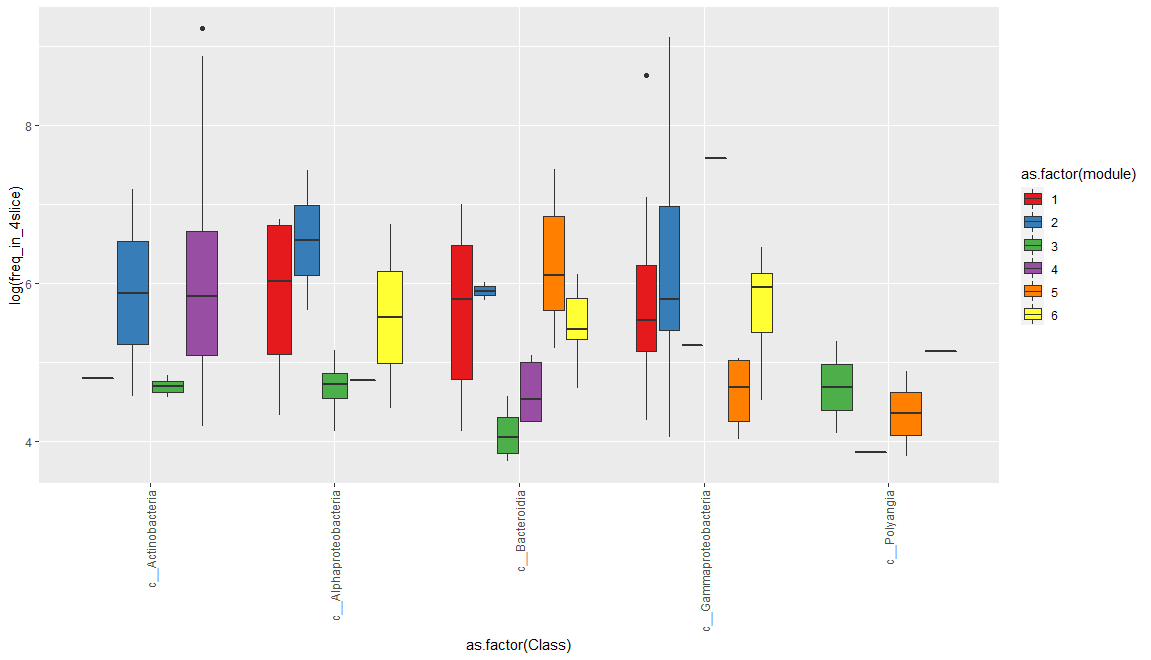 log(freq_in_4slice)
8
6
4
c__Actinobacteria
c__Alphaproteobacteria
c__Bacteroidia
c__Gammaproteobacteria
c__Polyangia
as.factor(Class)
as.factor(module)
1
2
3
4
5
6